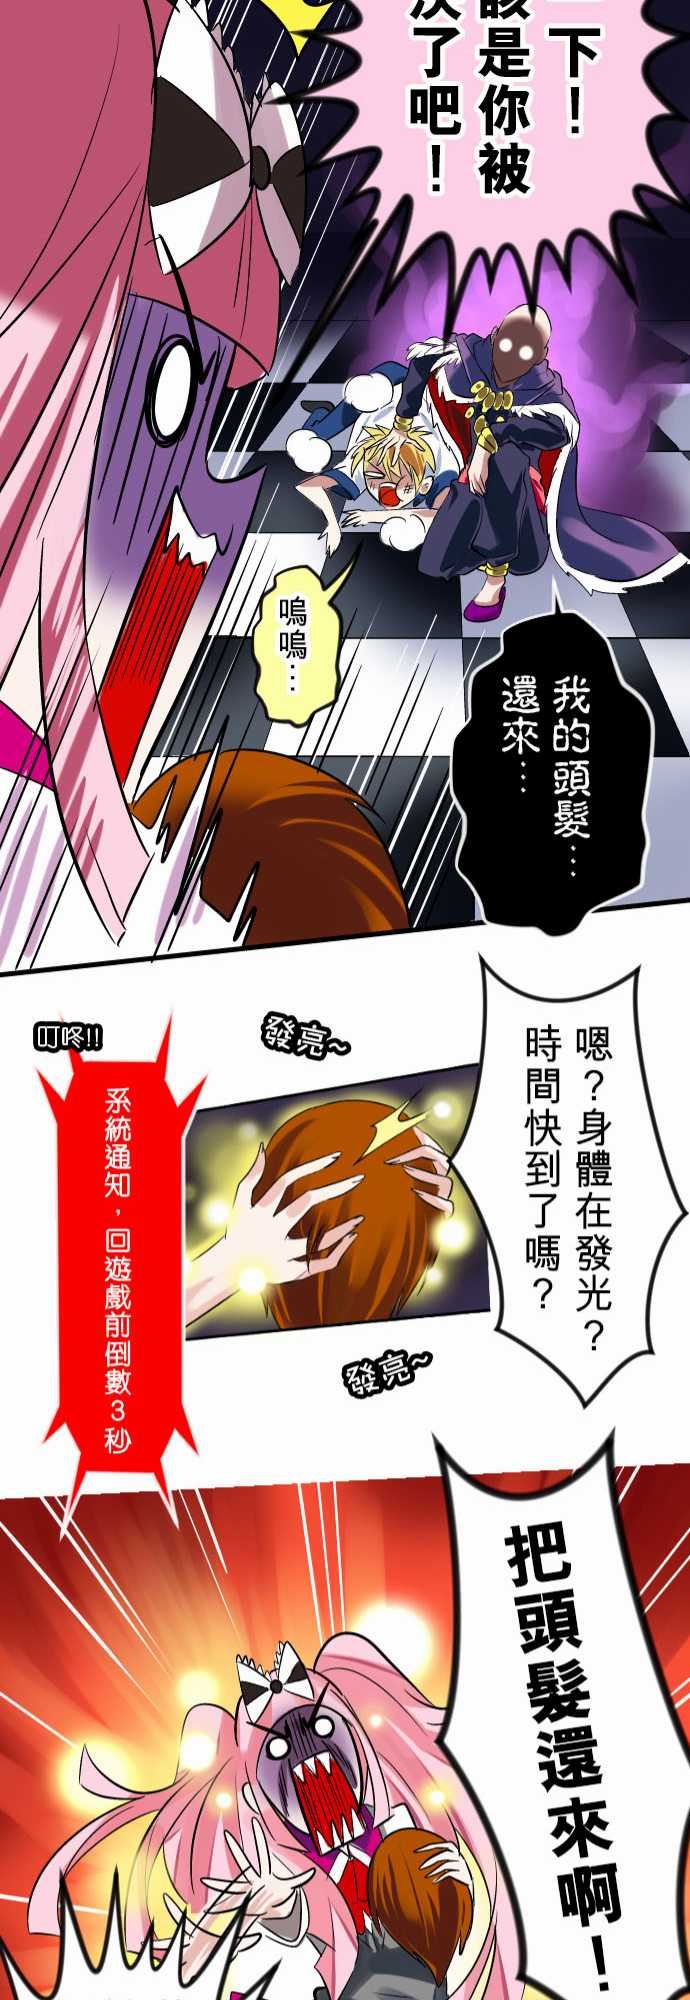 下！
該是你被
次了吧！
嗚嗚…
我的頭髮…
還來…
嗯？身體在發光？
時間快到了嗎？
發亮~
叮咚!!
系統通知，回遊戲前倒數3秒
發亮~
把頭髮還來啊！